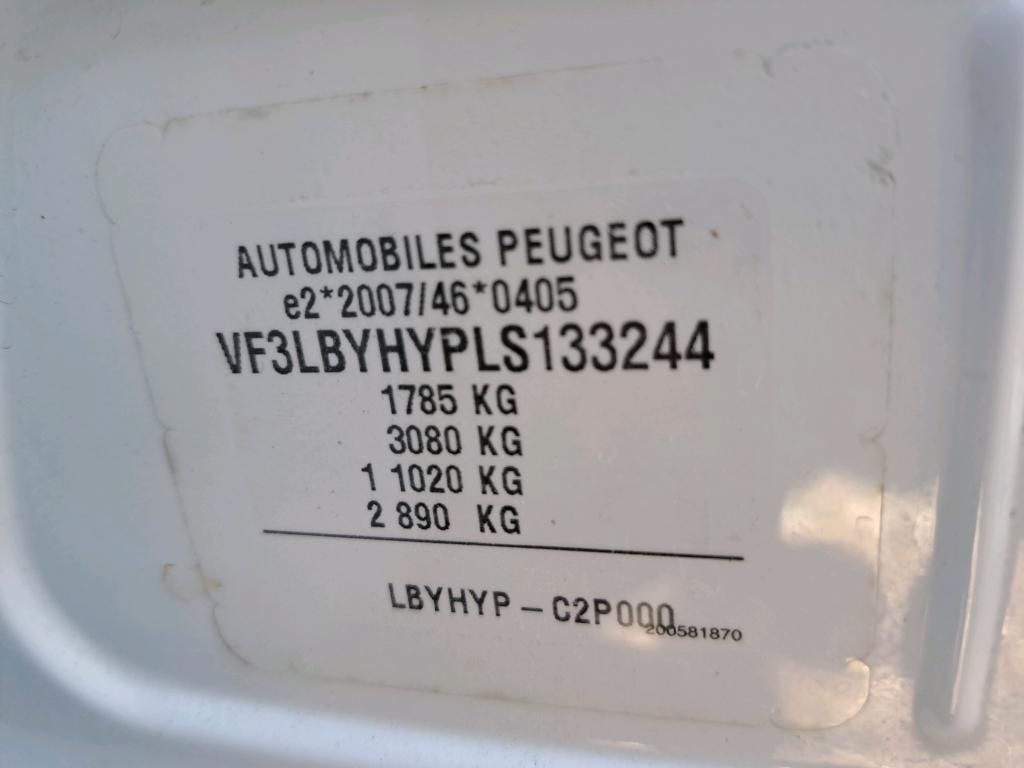 AUTOMOBILES PEUGEOT
e2*2007/46*0405
VF3LBYHYPLS133244
1785 KG
3080 KG
1 1020 KG
2 890 KG
LBYHYP - C2P000
200581870